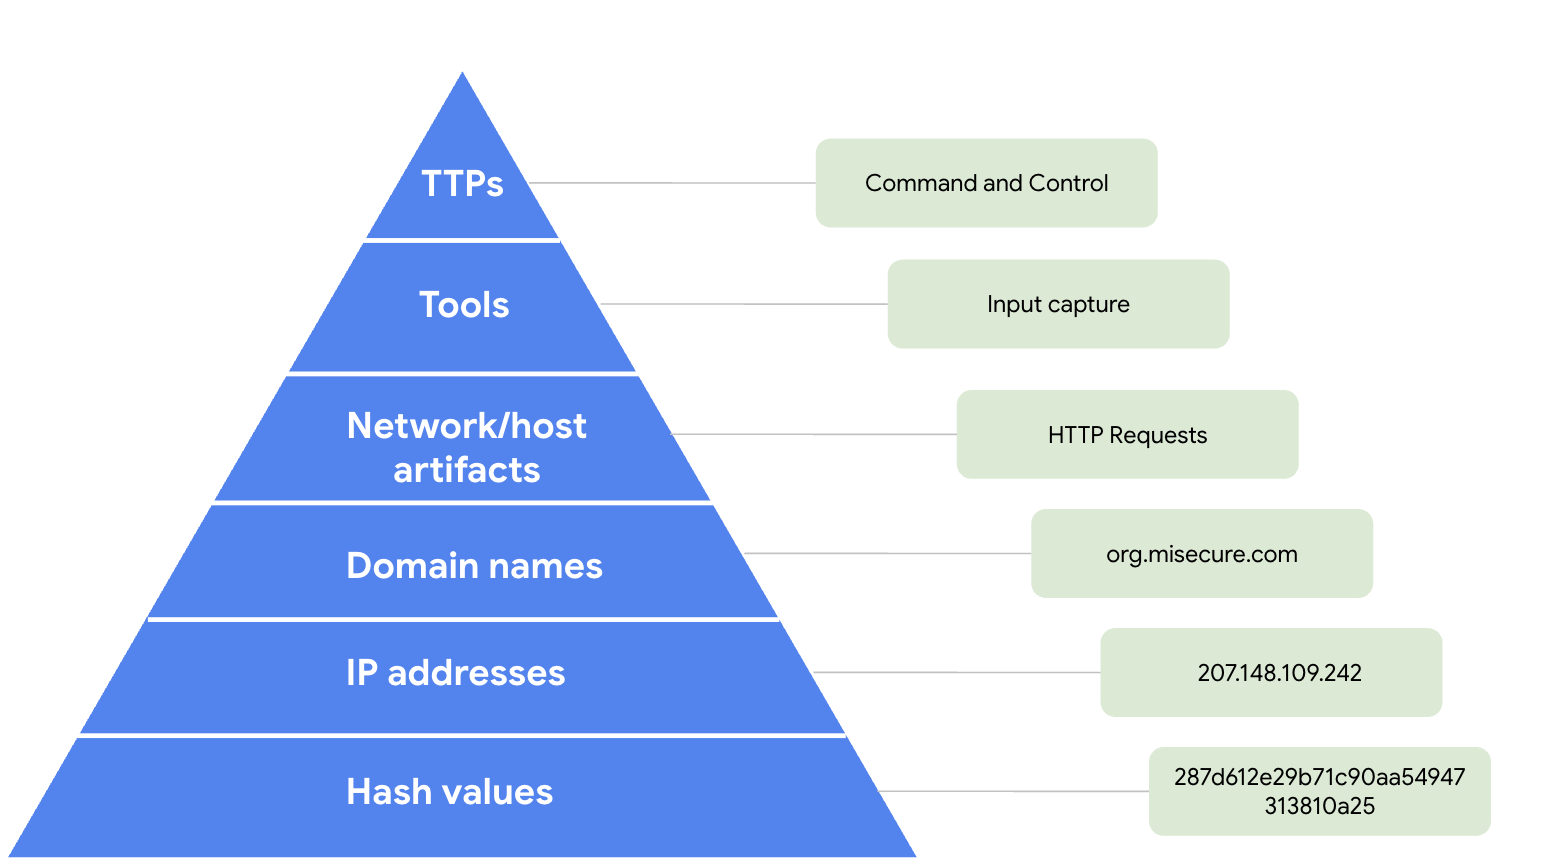 TTPs
Command and Control
Tools
Input capture
Network/host
artifacts
HTTP Requests
Domain names
org.misecure.com
IP addresses
207.148.109.242
Hash values
287d612e29b71c90aa54947
313810a25